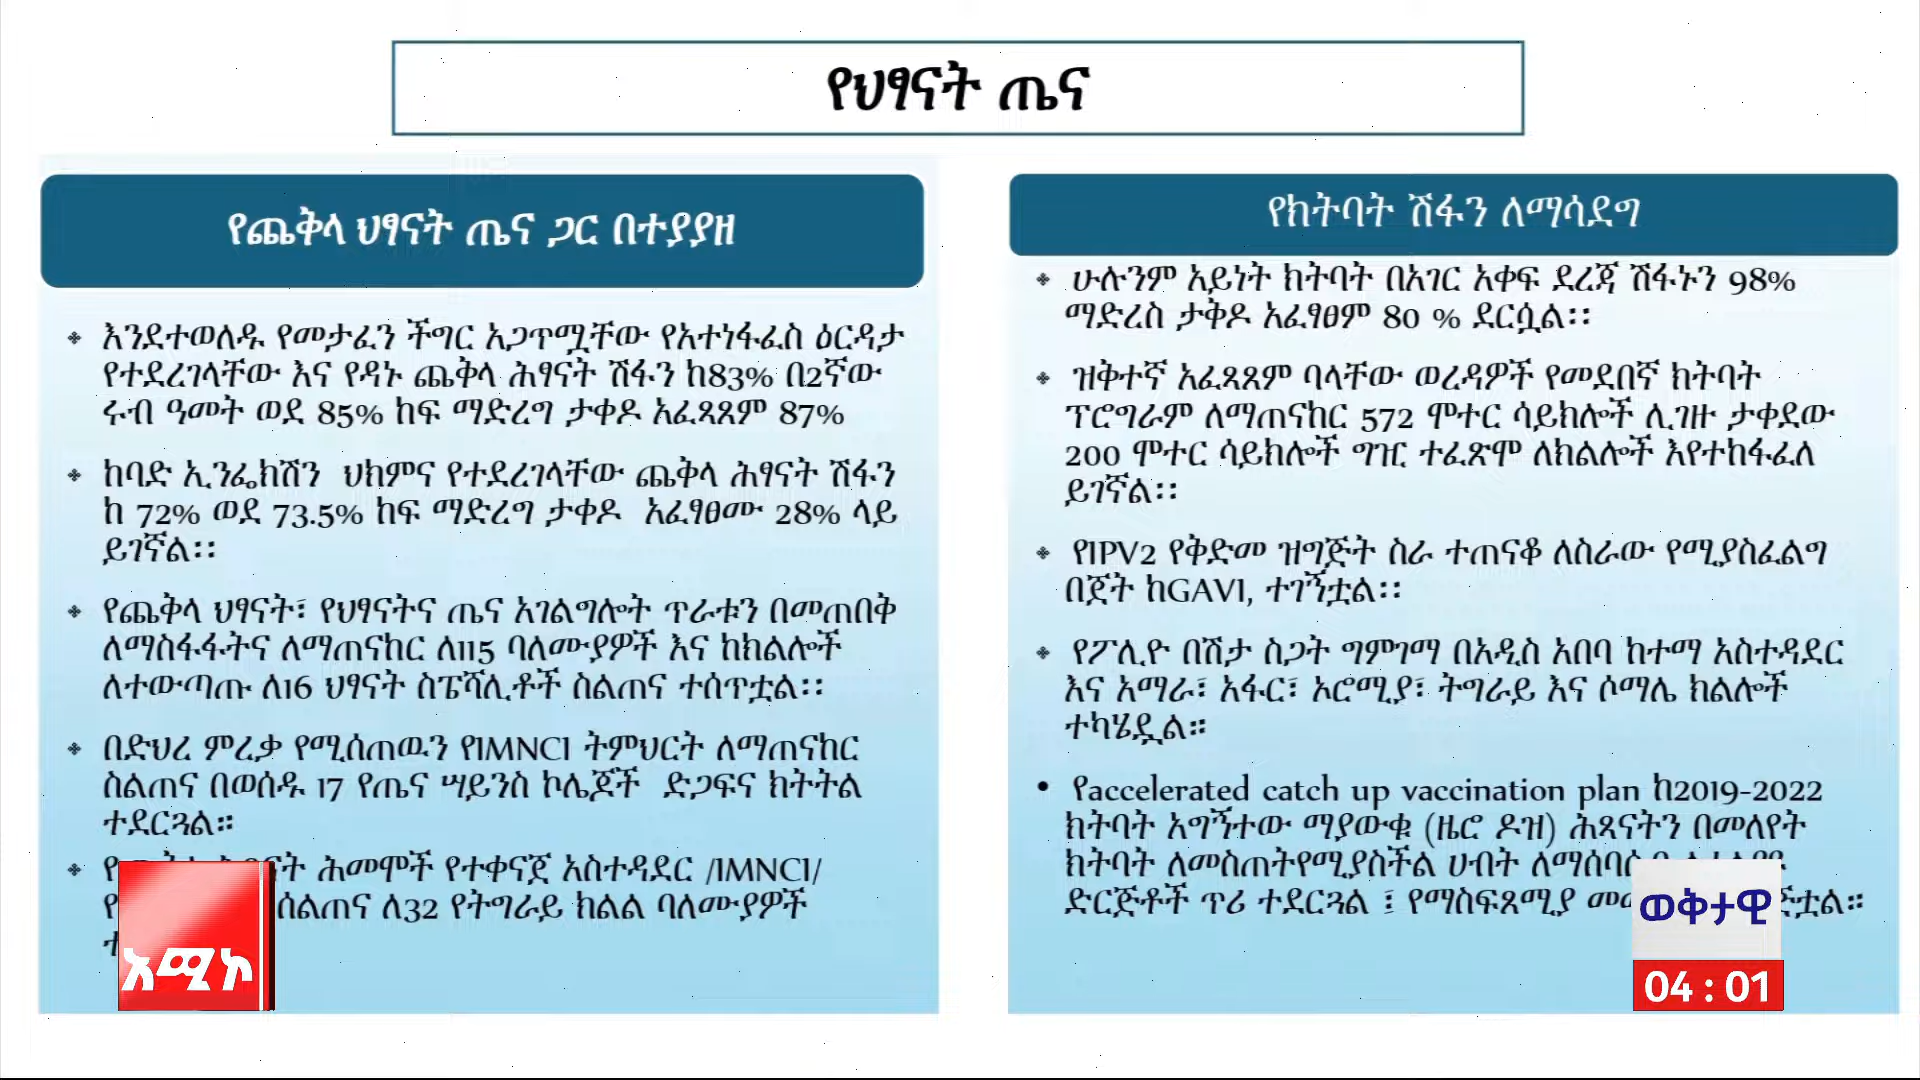 የህፃናት ጤና
የጨቅላ ህፃናት ጤና ጋር በተያያዘ
እንደተወለዱ የመታፈን ችግር አጋጥሟቸው የአተነፋፈስ ዕርዳታ
የተደረገላቸው እና የዳኑ ጨቅላ ሕፃናት ሽፋን ከ83% በ2ኛው
ሩብ ዓመት ወደ 85% ከፍ ማድረግ ታቀዶ አፈጻጸም 87%
ከባድ ኢንፌክሽን ህክምና የተደረገላቸው ጨቅላ ሕፃናት ሽፋን
ከ 72% ወደ 73.5% ከፍ ማድረግ ታቀዶ አፈፃፀሙ 28% ላይ
ይገኛል፡፡
የጨቅላ ህፃናት፣ የህፃናትና ጤና አገልግሎት ጥራቱን በመጠበቅ
ለማስፋፋትና ለማጠናከር ለ115 ባለሙያዎች እና ከክልሎች
ለተውጣጡ ለ16 ህፃናት ስፔሻሊቶች ስልጠና ተሰጥቷል፡፡
በድህረ ምረቃ የሚሰጠዉን የIMNCI ትምህርት ለማጠናከር
ስልጠና በወሰዱ 17 የጤና ሣይንስ ኮሌጆች ድጋፍና ክትትል
ተደርጓል።
ሕመሞች የተቀናጀ አስተዳደር /IMNCI/
ሰልጠና ለ32 የትግራይ ክልል ባለሙያዎች
የክትባት ሽፋን ለማሳደግ
ሁሉንም አይነት ክትባት በአገር አቀፍ ደረጃ ሽፋኑን 98%
ማድረስ ታቅዶ አፈፃፀም 80 % ደርሷል፡፡
ዝቅተኛ አፈጻጸም ባላቸው ወረዳዎች የመደበኛ ክትባት
ፕሮግራም ለማጠናከር 572 ሞተር ሳይክሎች ሊገዙ ታቀደው
200 ሞተር ሳይክሎች ግዢ ተፈጽሞ ለክልሎች እየተከፋፈለ
ይገኛል፡፡
የIPV2 የቅድመ ዝግጅት ስራ ተጠናቆ ለስራው የሚያስፈልግ
በጀት ከGAVI, ተገኝቷል፡፡
የፖሊዮ በሽታ ስጋት ግምገማ በአዲስ አበባ ከተማ አስተዳደር
እና አማራ፣ አፋር፣ ኦሮሚያ፣ ትግራይ እና ሶማሌ ክልሎች
ተካሄዷል።
የaccelerated catch up vaccination plan ከ2019-2022
ክትባት አግኝተው ማያውቁ (ዜሮ ዶዝ) ሕጻናትን በመለየት
ክትባት ለመስጠትየሚያስችል ሀብት
ድርጅቶች ጥሪ ተደርጓል ፤ የማስፍጸሚያ
አሚኮ
ወቅታዊ
04 : 01